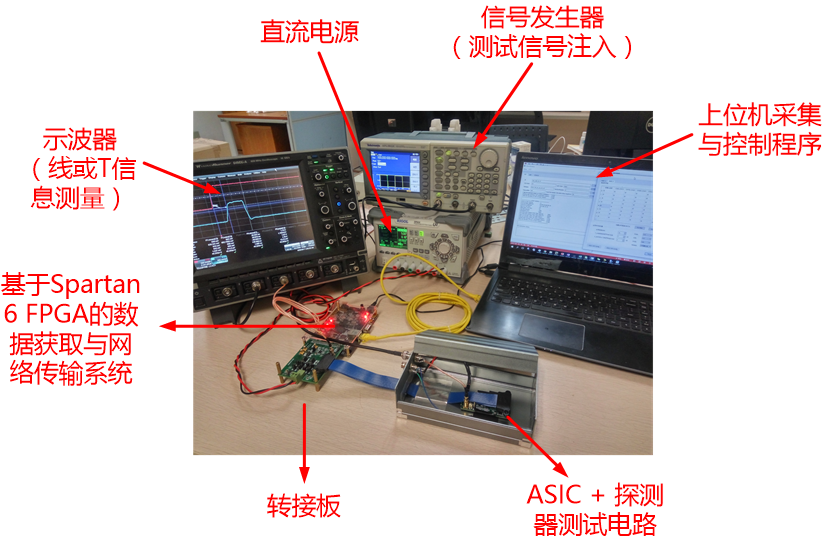 直流电源
信号发生器
（测试信号注入）
上位机采集
与控制程序
示波器
（线或T信
息测量）
基于Spartan
6 FPGA的数
据获取与网
络传输系统
转接板
ASIC + 探测
器测试电路